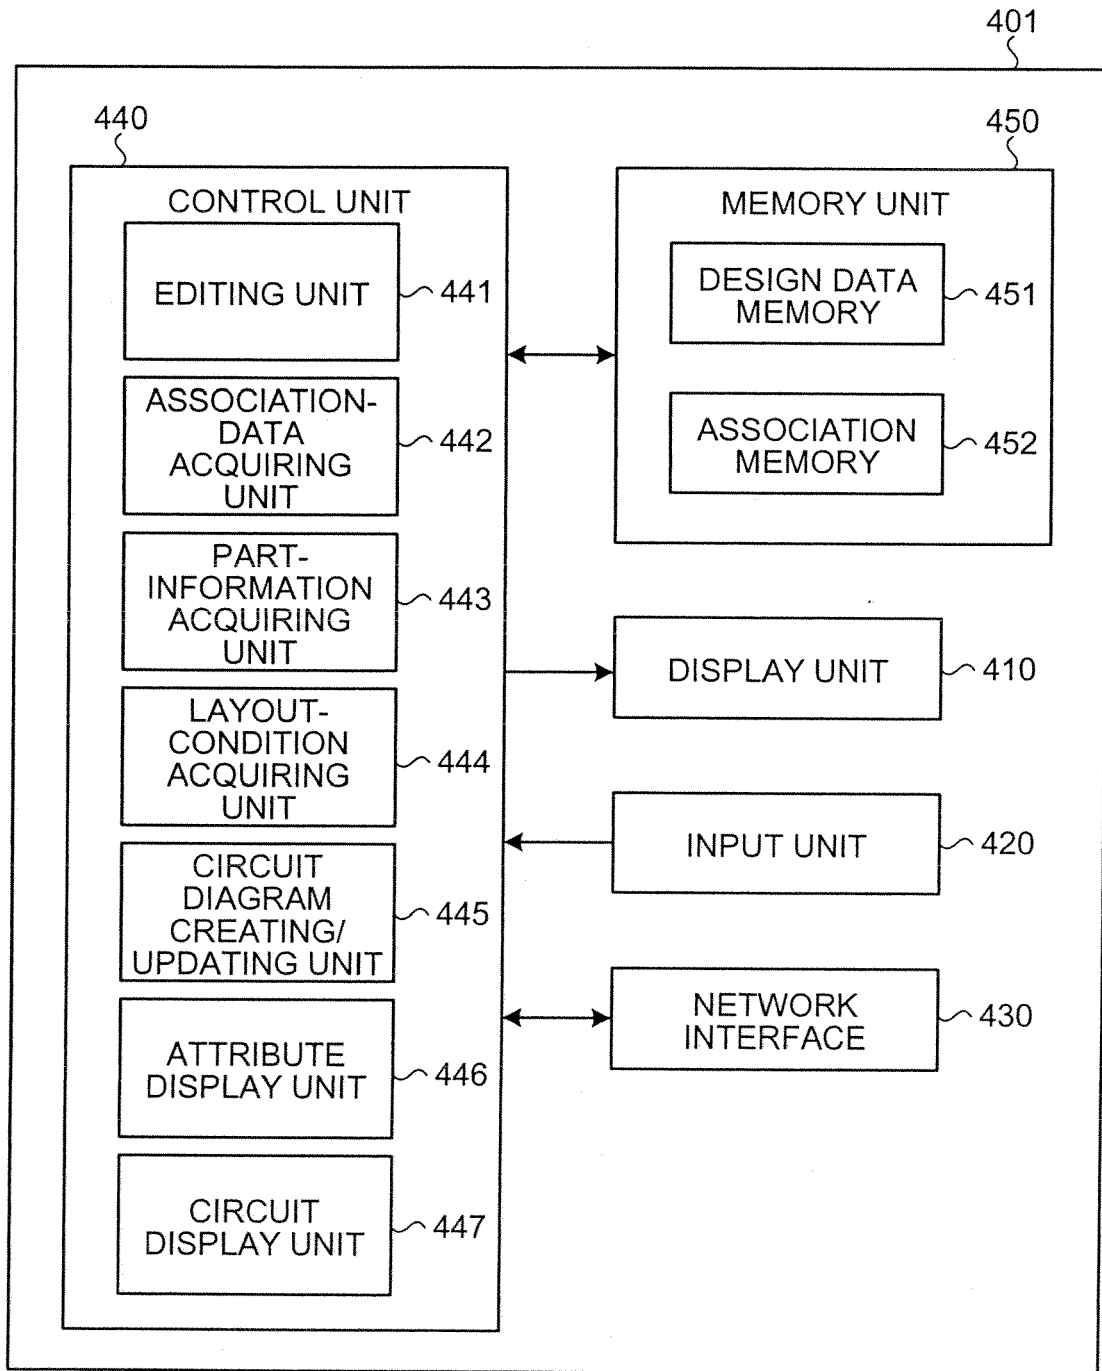 401
440
CONTROL UNIT
EDITING UNIT
441
ASSOCIATION-
DATA
ACQUIRING
UNIT
442
PART-
INFORMATION
ACQUIRING
UNIT
443
LAYOUT-
CONDITION
ACQUIRING
UNIT
444
CIRCUIT
DIAGRAM
CREATING/
UPDATING UNIT
445
ATTRIBUTE
DISPLAY UNIT
446
CIRCUIT
DISPLAY UNIT
447
450
MEMORY UNIT
DESIGN DATA
MEMORY
451
ASSOCIATION
MEMORY
452
DISPLAY UNIT
410
INPUT UNIT
420
NETWORK
INTERFACE
430